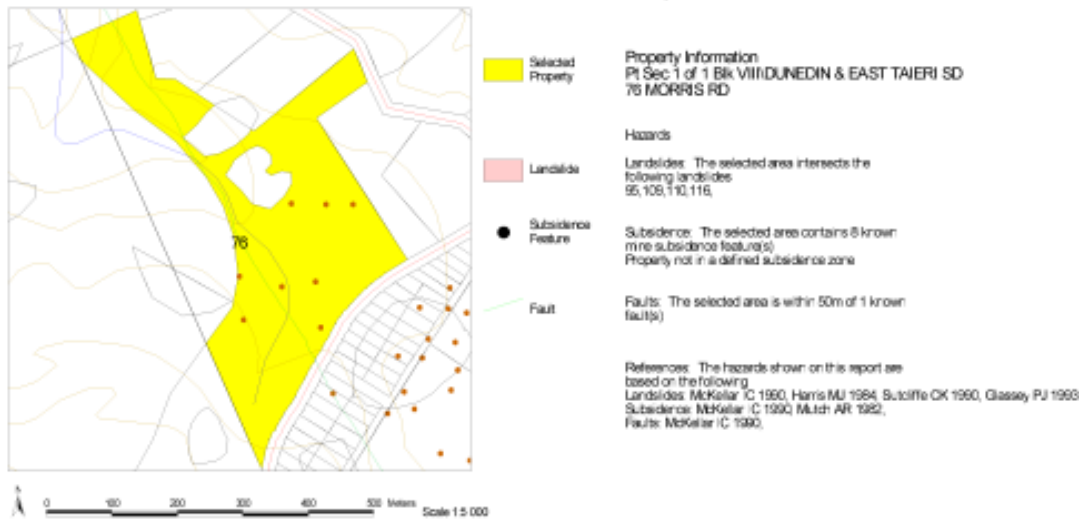 76
Selected
Property
Landslide
Subsidence
Feature
Fault
Property Information
Pt Sec 1 of 1 Blk VIII\DUNEDIN & EAST TAIERI SD
76 MORRIS RD
Hazards
Landslides: The selected area intersects the
following landslides
95,109,110,116,
Subsidence: The selected area contains 8 known
mine subsidence feature(s)
Property not in a defined subsidence zone
Faults: The selected area is within 50m of 1 known
fault(s)
References: The hazards shown on this report are
based on the following
Landslides: McKellar IC 1990, Harris MJ 1984, Sutcliffe CK 1990, Glassey PJ 1993
Subsidence: McKellar IC 1990, Mutch AR 1982,
Faults: McKellar IC 1990,
0 100 200 300 400 500 Meters
Scale 1:5 000